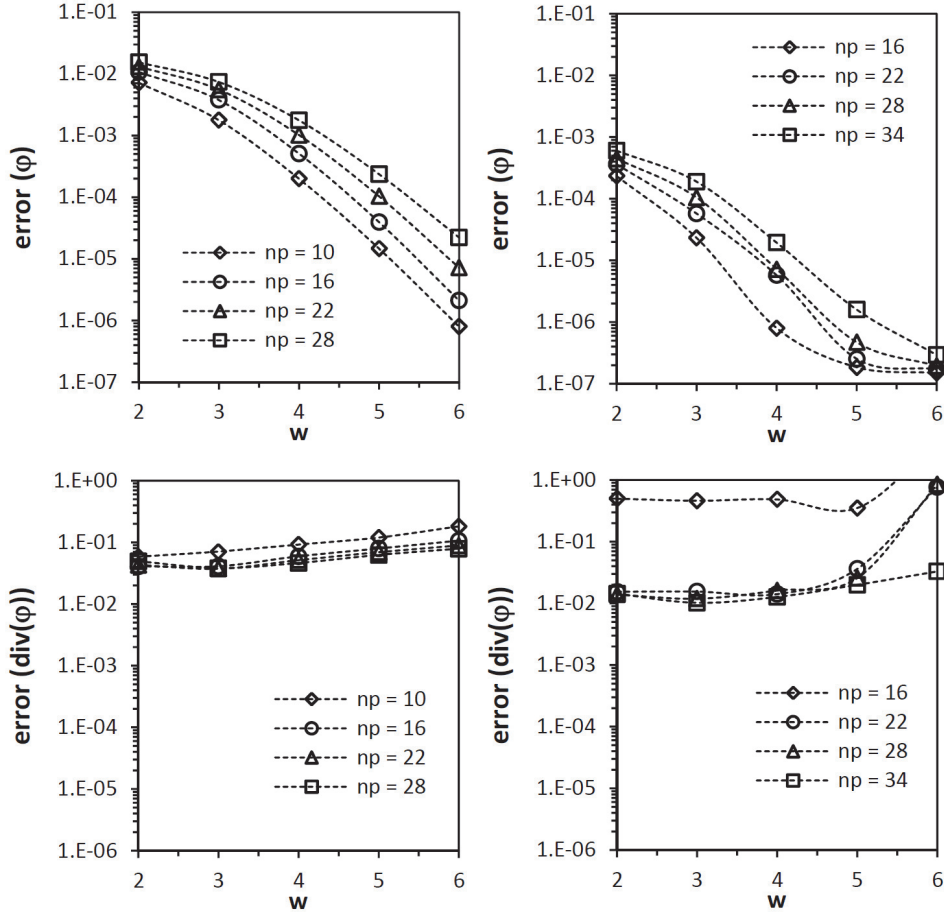 error (φ)
1.E-01
1.E-02
1.E-03
1.E-04
1.E-05
1.E-06
1.E-07
np = 10
np = 16
np = 22
np = 28
2 3 4 5 6
w
error (φ)
1.E-01
1.E-02
1.E-03
1.E-04
1.E-05
1.E-06
1.E-07
np = 16
np = 22
np = 28
np = 34
2 3 4 5 6
w
error (div(φ))
1.E+00
1.E-01
1.E-02
1.E-03
1.E-04
1.E-05
1.E-06
np = 10
np = 16
np = 22
np = 28
2 3 4 5 6
w
error (div(φ))
1.E+00
1.E-01
1.E-02
1.E-03
1.E-04
1.E-05
1.E-06
np = 16
np = 22
np = 28
np = 34
2 3 4 5 6
w